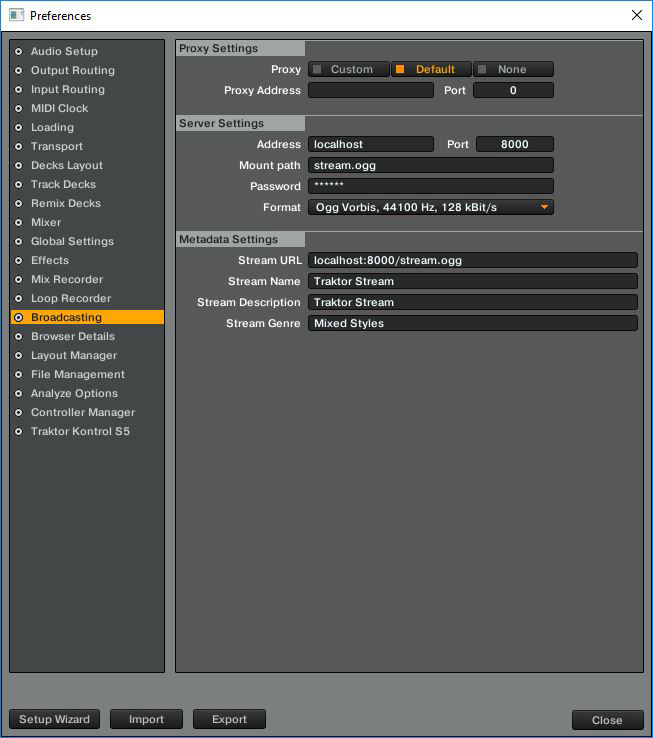 Preferences
Audio Setup
Output Routing
Input Routing
MIDI Clock
Loading
Transport
Decks Layout
Track Decks
Remix Decks
Mixer
Global Settings
Effects
Mix Recorder
Loop Recorder
Broadcasting
Browser Details
Layout Manager
File Management
Analyze Options
Controller Manager
Traktor Kontrol S5
Proxy Settings
Proxy Custom Default None
Proxy Address Port 0
Server Settings
Address localhost Port 8000
Mount path stream.ogg
Password ******
Format Ogg Vorbis, 44100 Hz, 128 kBit/s
Metadata Settings
Stream URL localhost:8000/stream.ogg
Stream Name Traktor Stream
Stream Description Traktor Stream
Stream Genre Mixed Styles
Setup Wizard Import Export Close